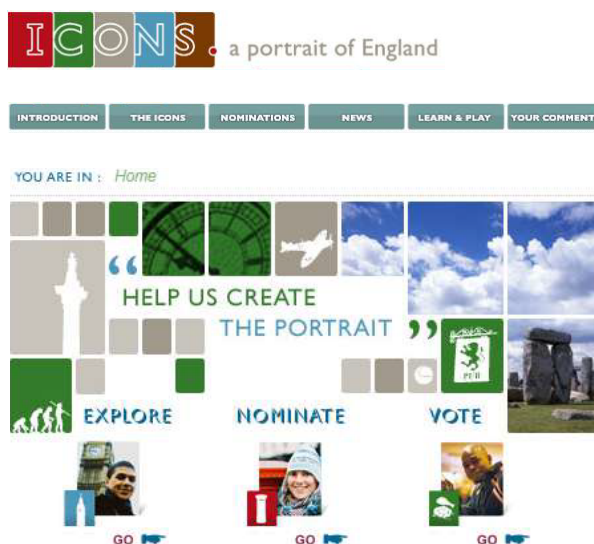 ICONS. a portrait of England
INTRODUCTION THE ICONS NOMINATIONS NEWS LEARN & PLAY YOUR COMMENT
YOU ARE IN : Home
“ HELP US CREATE
THE PORTRAIT ”
PUB
EXPLORE NOMINATE VOTE
GO GO GO